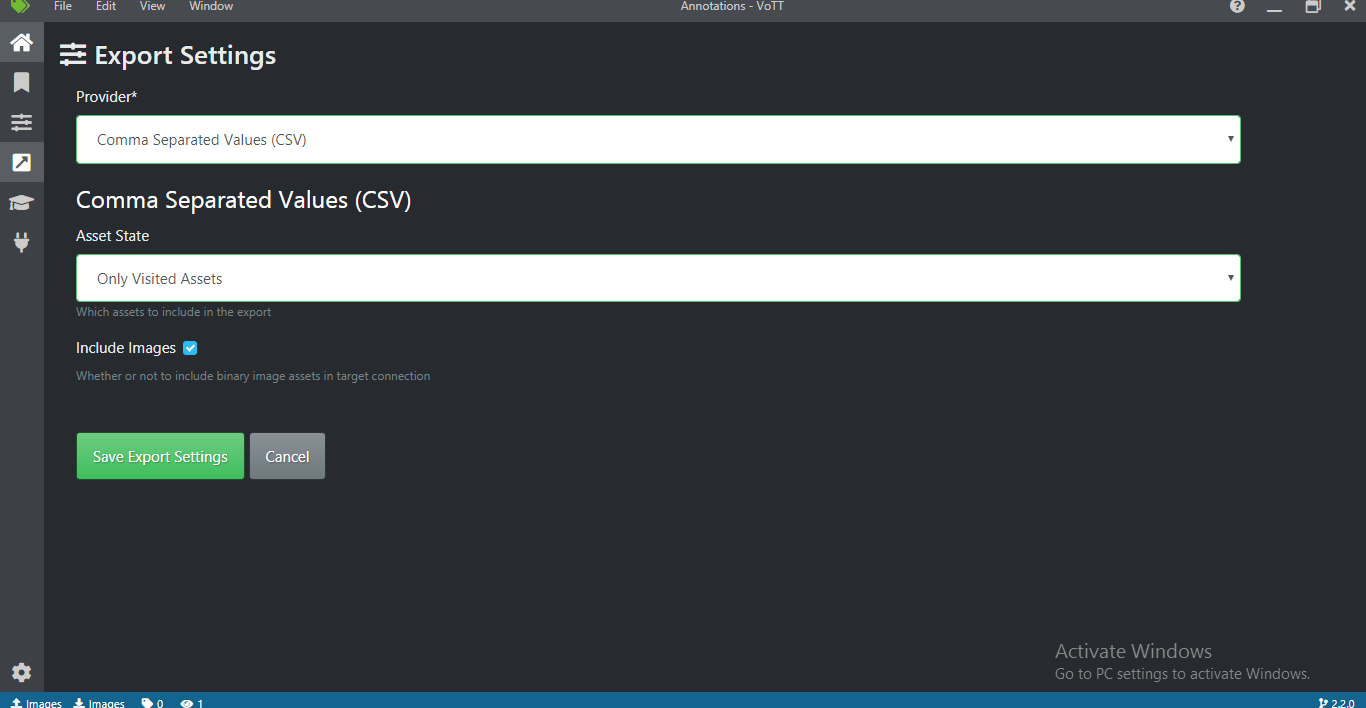 File Edit View Window Annotations - VoTT
Export Settings
Provider*
Comma Separated Values (CSV)
Comma Separated Values (CSV)
Asset State
Only Visited Assets
Which assets to include in the export
Include Images
Whether or not to include binary image assets in target connection
Save Export Settings Cancel
Activate Windows
Go to PC settings to activate Windows.
Images Images 0 1 2.2.0